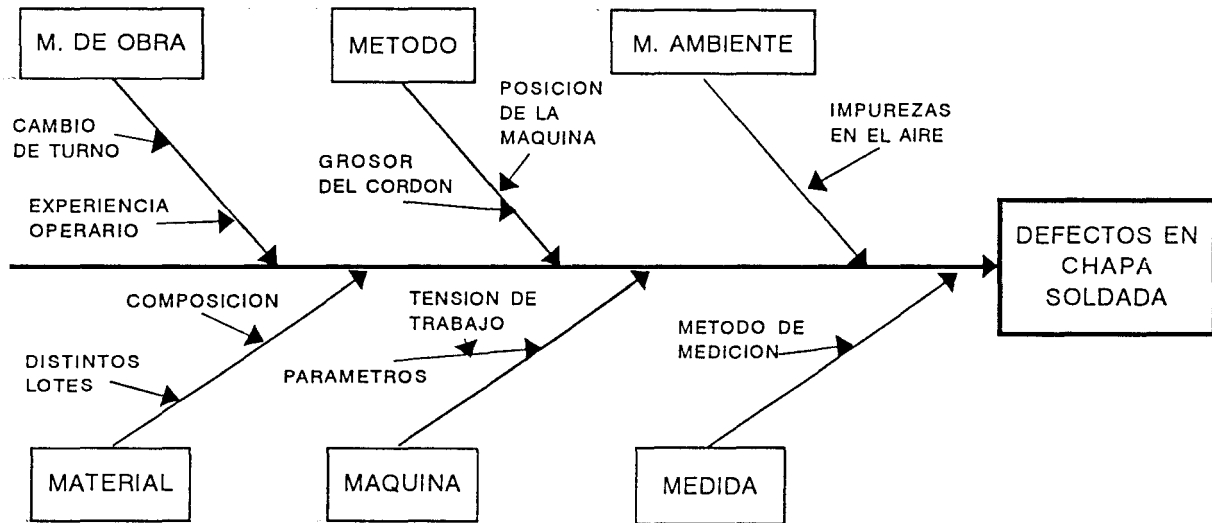 M. DE OBRA
METODO
M. AMBIENTE
CAMBIO
DE TURNO
EXPERIENCIA
OPERARIO
POSICION
DE LA
MAQUINA
GROSOR
DEL CORDON
IMPUREZAS
EN EL AIRE
DEFECTOS EN
CHAPA
SOLDADA
COMPOSICION
DISTINTOS
LOTES
TENSION DE
TRABAJO
PARAMETROS
METODO DE
MEDICION
MATERIAL
MAQUINA
MEDIDA